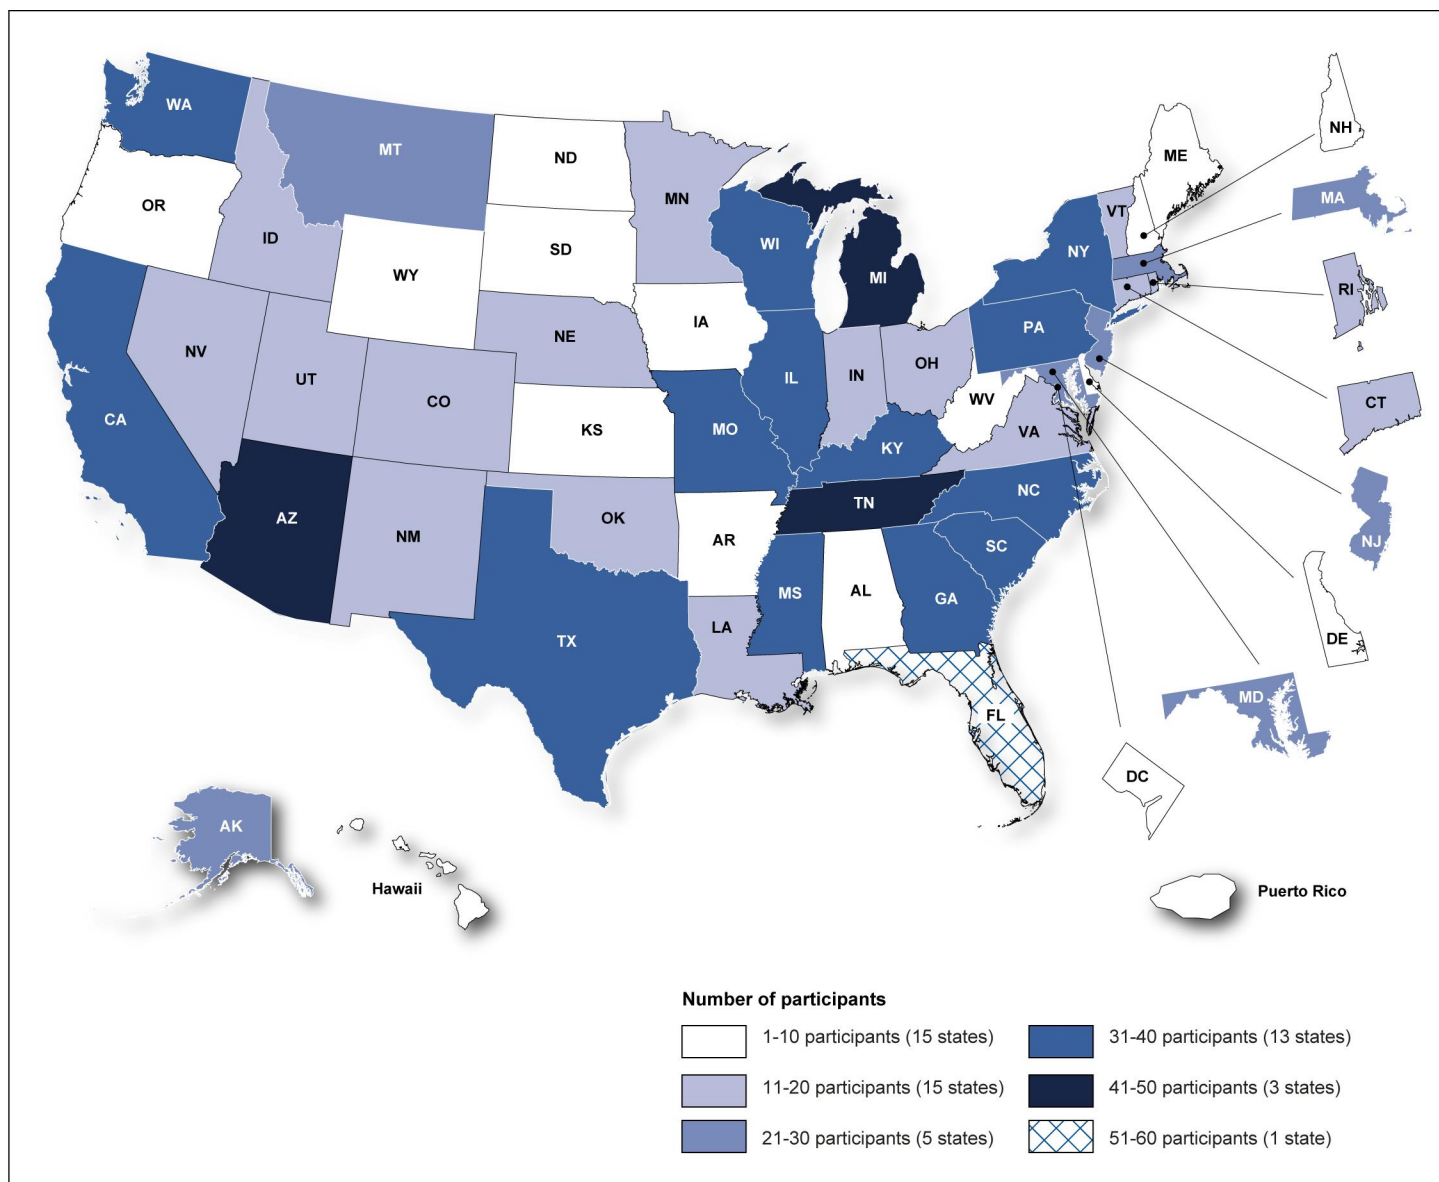 NH
WA
ME
MT
ND
MA
MN
OR
VT
ID
WI
NY
SD
WY
MI
RI
IA
PA
NE
NV
OH
UT
IN
IL
CO
WV
CT
CA
KS
MO
VA
KY
NC
TN
AZ
OK
NM
AR
SC
NJ
MS
AL
GA
LA
DE
TX
MD
FL
DC
AK
Hawaii
Puerto Rico
Number of participants
1-10 participants (15 states)
31-40 participants (13 states)
11-20 participants (15 states)
41-50 participants (3 states)
21-30 participants (5 states)
51-60 participants (1 state)